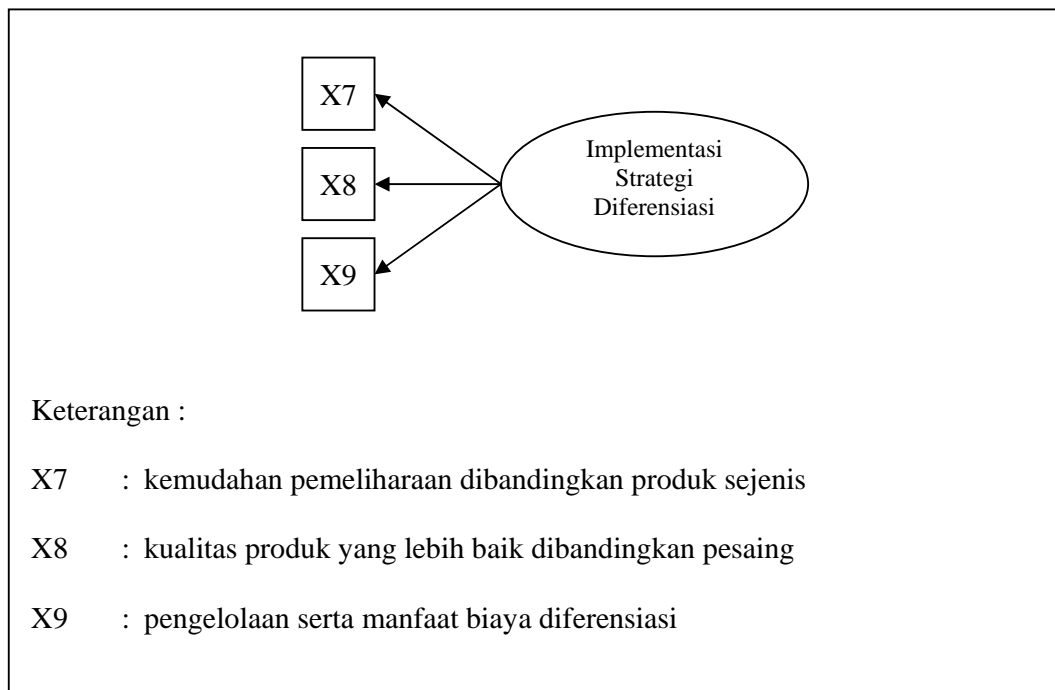 X7
X8
X9
Implementasi
Strategi
Diferensiasi
Keterangan :
X7 : kemudahan pemeliharaan dibandingkan produk sejenis
X8 : kualitas produk yang lebih baik dibandingkan pesaing
X9 : pengelolaan serta manfaat biaya diferensiasi